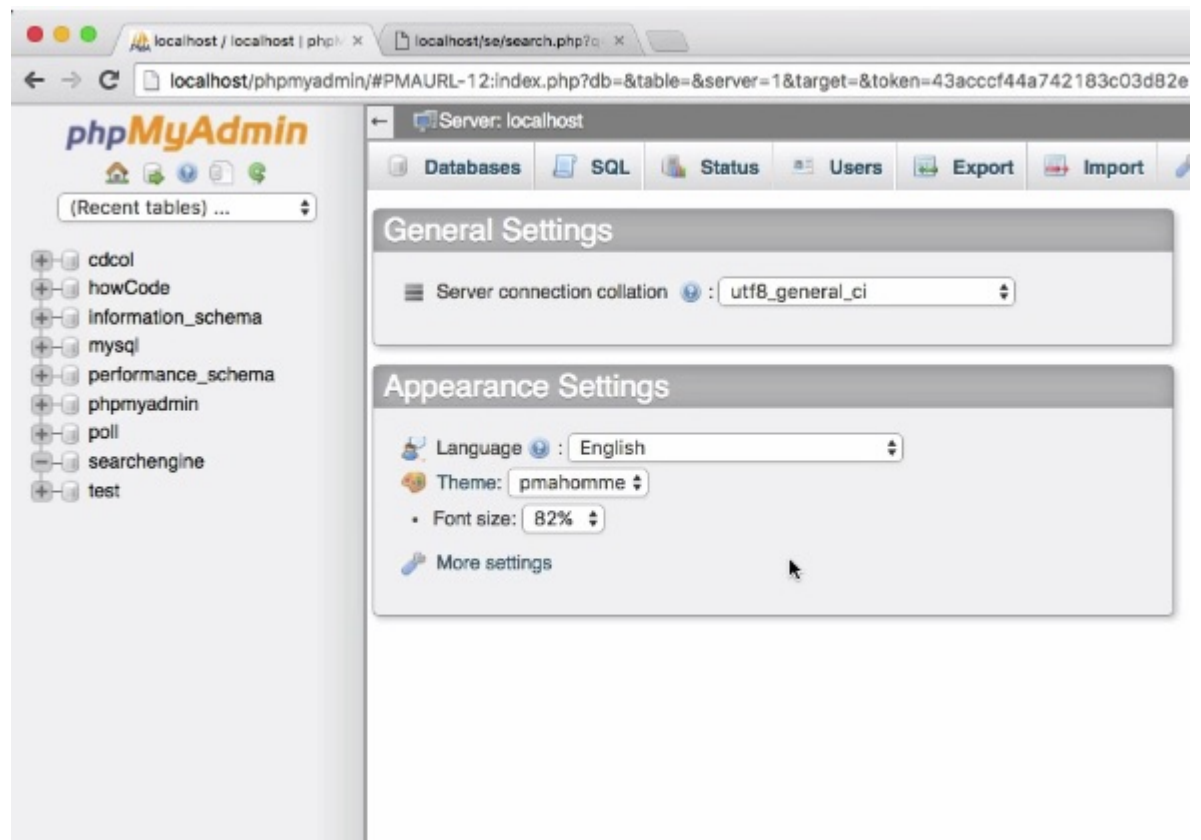 localhost / localhost | phpM
localhost/se/search.php?q
localhost/phpmyadmin/#PMAURL-12:index.php?db=&table=&server=1&target=&token=43acccf44a742183c03d82e
phpMyAdmin
(Recent tables) ...
cdcol
howCode
information_schema
mysql
performance_schema
phpmyadmin
poll
searchengine
test
Server: localhost
Databases SQL Status Users Export Import
General Settings
Server connection collation : utf8_general_ci
Appearance Settings
Language : English
Theme: pmahomme
Font size: 82%
More settings